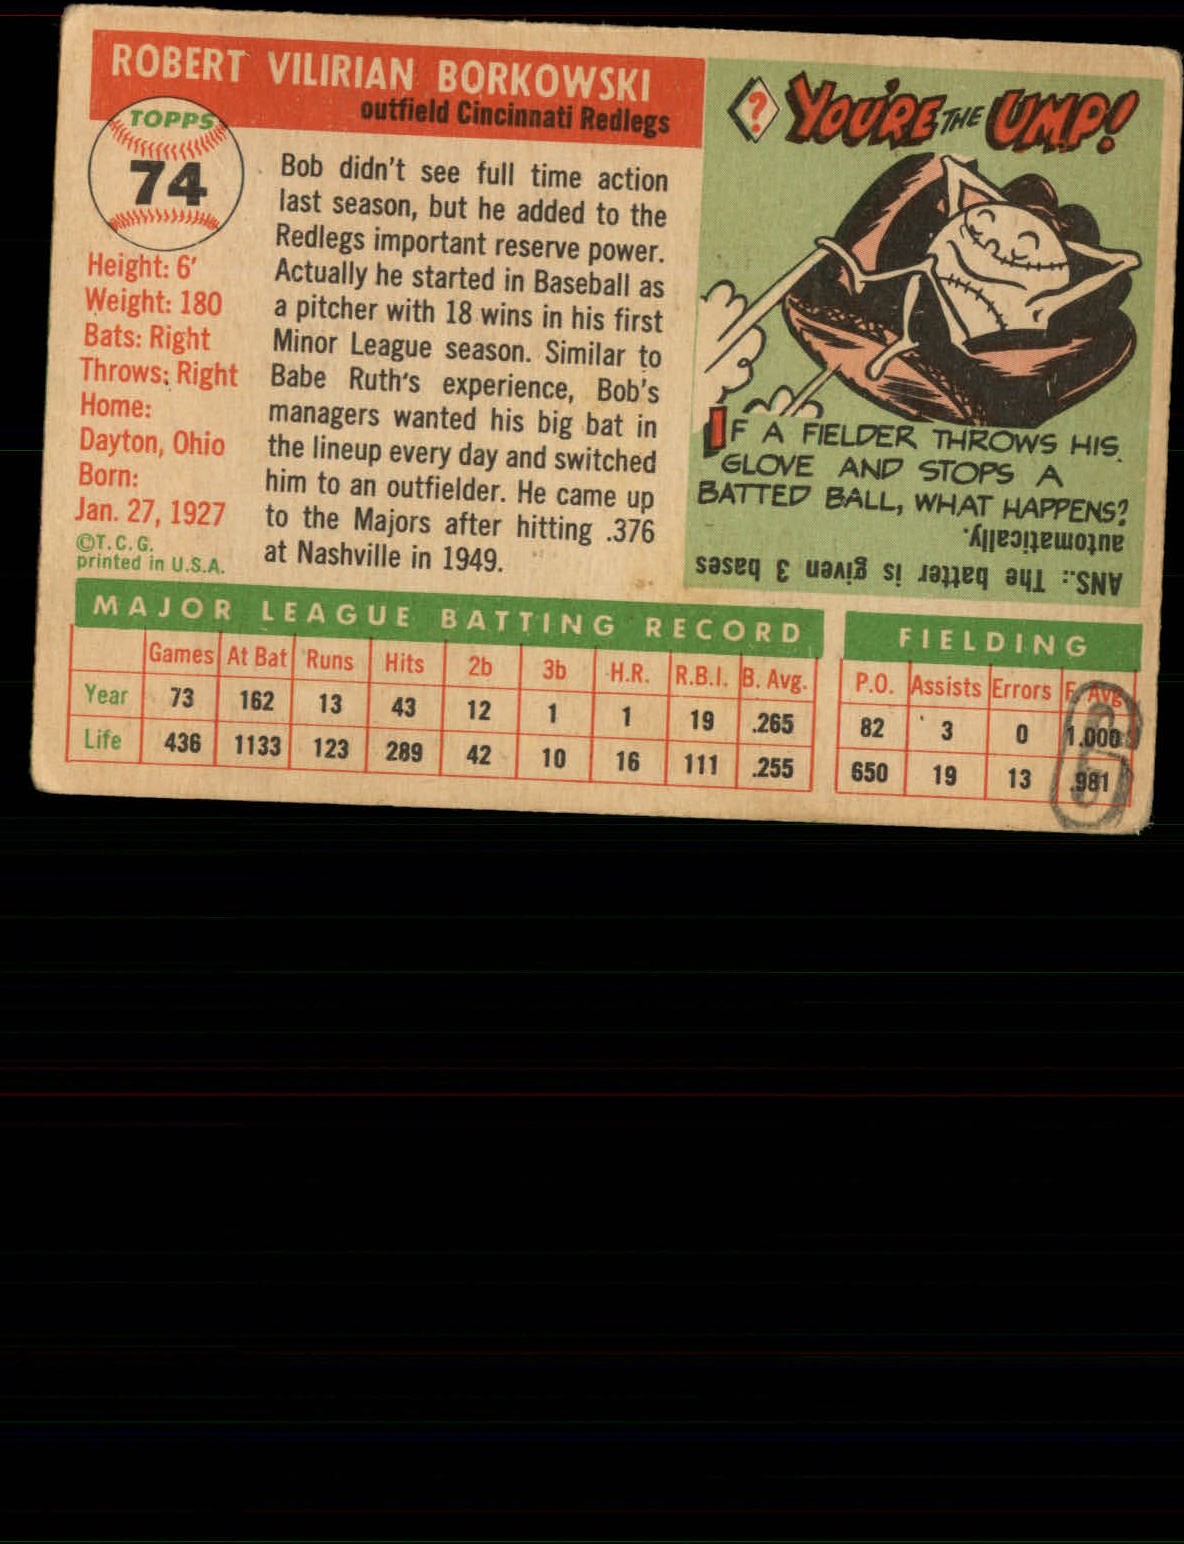 ROBERT VILIRIAN BORKOWSKI
outfield Cincinnati Redlegs
TOPPS
74
Height: 6'
Weight: 180
Bats: Right
Throws: Right
Home:
Dayton, Ohio
Born:
Jan. 27, 1927
©T.C.G.
printed in U.S.A.
Bob didn't see full time action
last season, but he added to the
Redlegs important reserve power.
Actually he started in Baseball as
a pitcher with 18 wins in his first
Minor League season. Similar to
Babe Ruth's experience, Bob's
managers wanted his big bat in
the lineup every day and switched
him to an outfielder. He came up
to the Majors after hitting .376
at Nashville in 1949.
? YOU'RE THE UMP!
IF A FIELDER THROWS HIS
GLOVE AND STOPS A
BATTED BALL, WHAT HAPPENS?
ANS.: The batter is given 3 bases
automatically.
MAJOR LEAGUE BATTING RECORD
Games At Bat Runs Hits 2b 3b H.R. R.B.I. B. Avg.
Year 73 162 13 43 12 1 1 19 .265
Life 436 1133 123 289 42 10 16 111 .255
FIELDING
P.O. Assists Errors F. Avg
82 3 0 1.000
650 19 13 .981